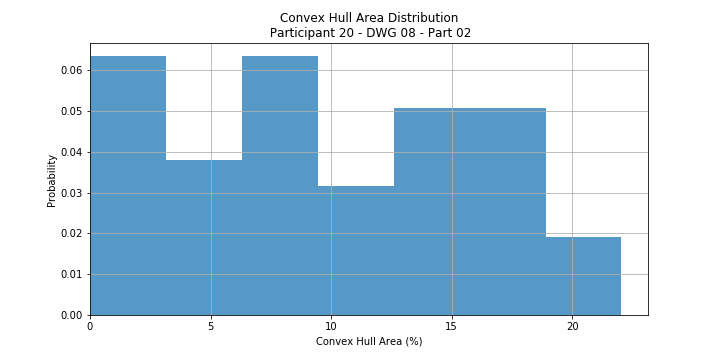 Convex Hull Area Distribution
Participant 20 - DWG 08 - Part 02
0.06
0.05
0.04
0.03
0.02
0.01
0.00
Probability
0 5 10 15 20
Convex Hull Area (%)